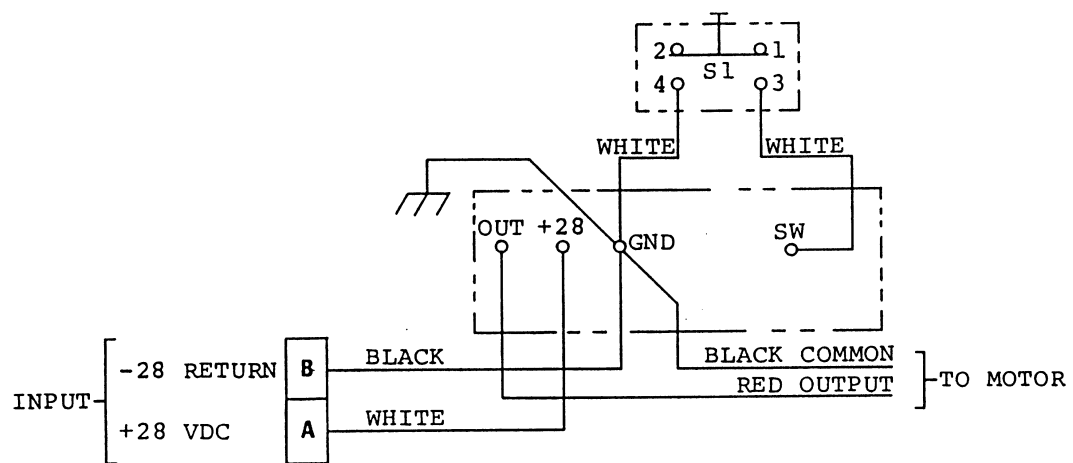 2 1
S1
4 3
WHITE WHITE
OUT +28 GND SW
BLACK BLACK COMMON
-28 RETURN B
RED OUTPUT
TO MOTOR
INPUT
WHITE
+28 VDC A